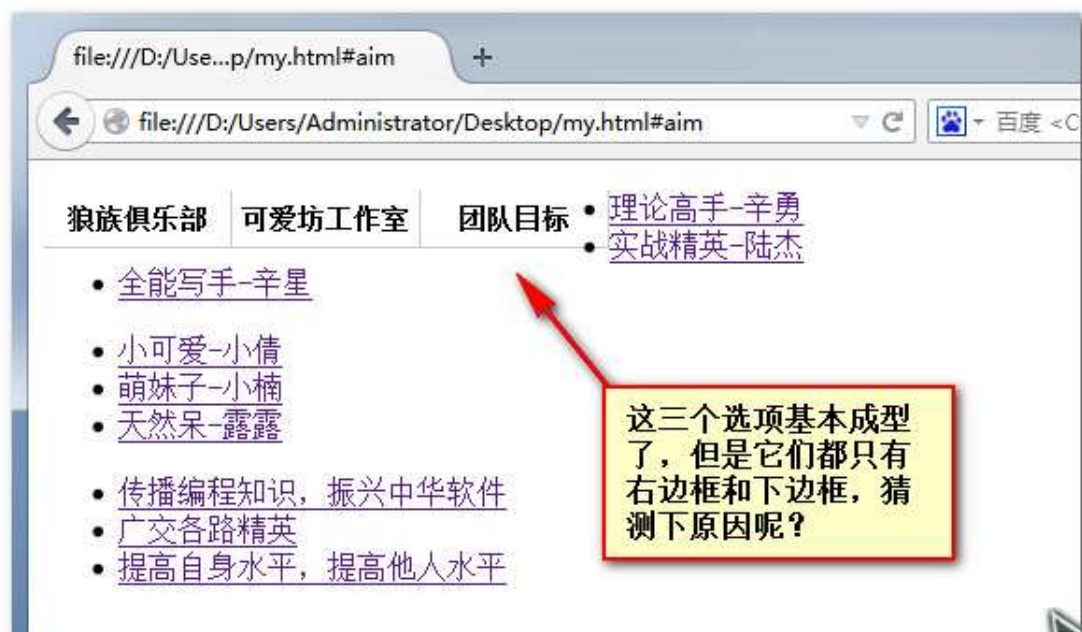 file:///D:/Use...p/my.html#aim
file:///D:/Users/Administrator/Desktop/my.html#aim
百度 <C
狼族俱乐部 可爱坊工作室 团队目标
理论高手-辛勇
实战精英-陆杰
全能写手-辛星
小可爱-小倩
萌妹子-小楠
天然呆-露露
传播编程知识，振兴中华软件
广交各路精英
提高自身水平，提高他人水平
这三个选项基本成型
了，但是它们都只有
右边框和下边框，猜
测下原因呢？